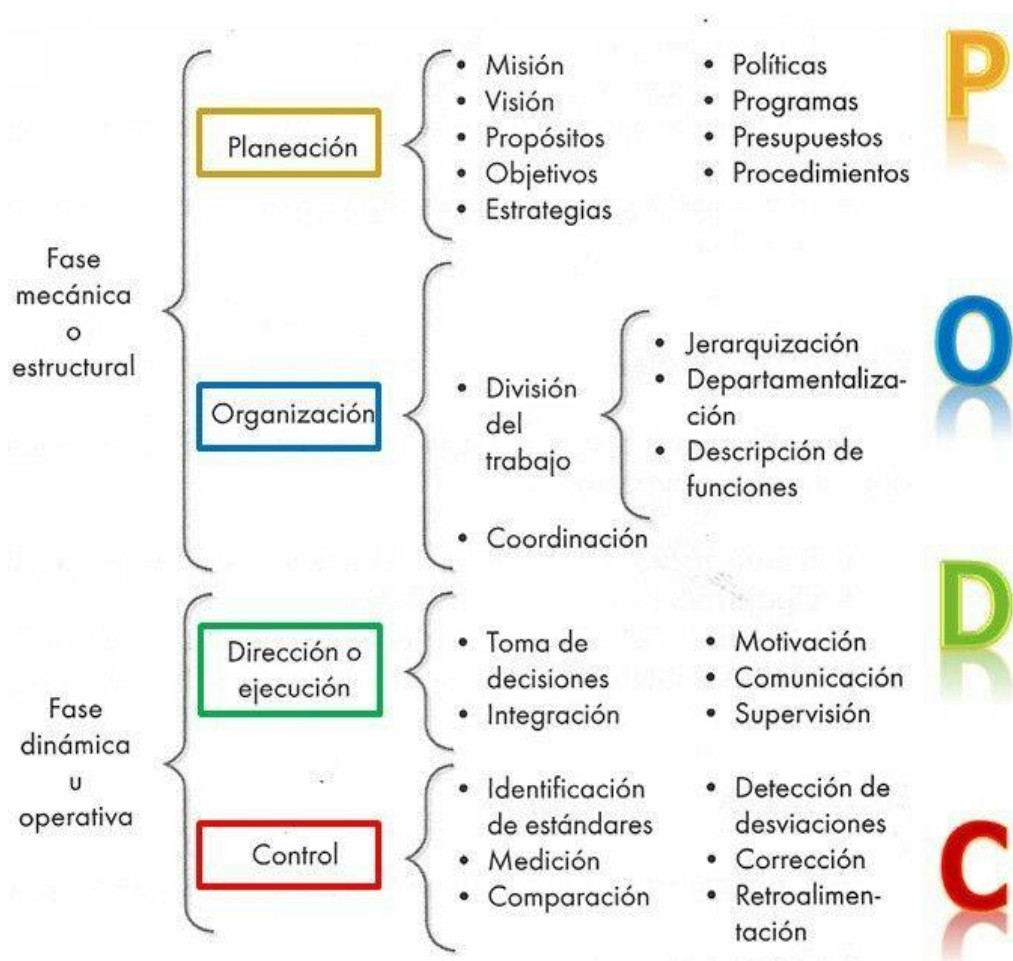 Fase
mecánica
o
estructural
Planeación
• Misión
• Visión
• Propósitos
• Objetivos
• Estrategias
• Políticas
• Programas
• Presupuestos
• Procedimientos
P
Organización
• División
del
trabajo
• Jerarquización
• Departamentaliza-
ción
• Descripción de
funciones
• Coordinación
O
Fase
dinámica
u
operativa
Dirección o
ejecución
• Toma de
decisiones
• Integración
• Motivación
• Comunicación
• Supervisión
D
Control
• Identificación
de estándares
• Medición
• Comparación
• Detección de
desviaciones
• Corrección
• Retroalimen-
tación
C